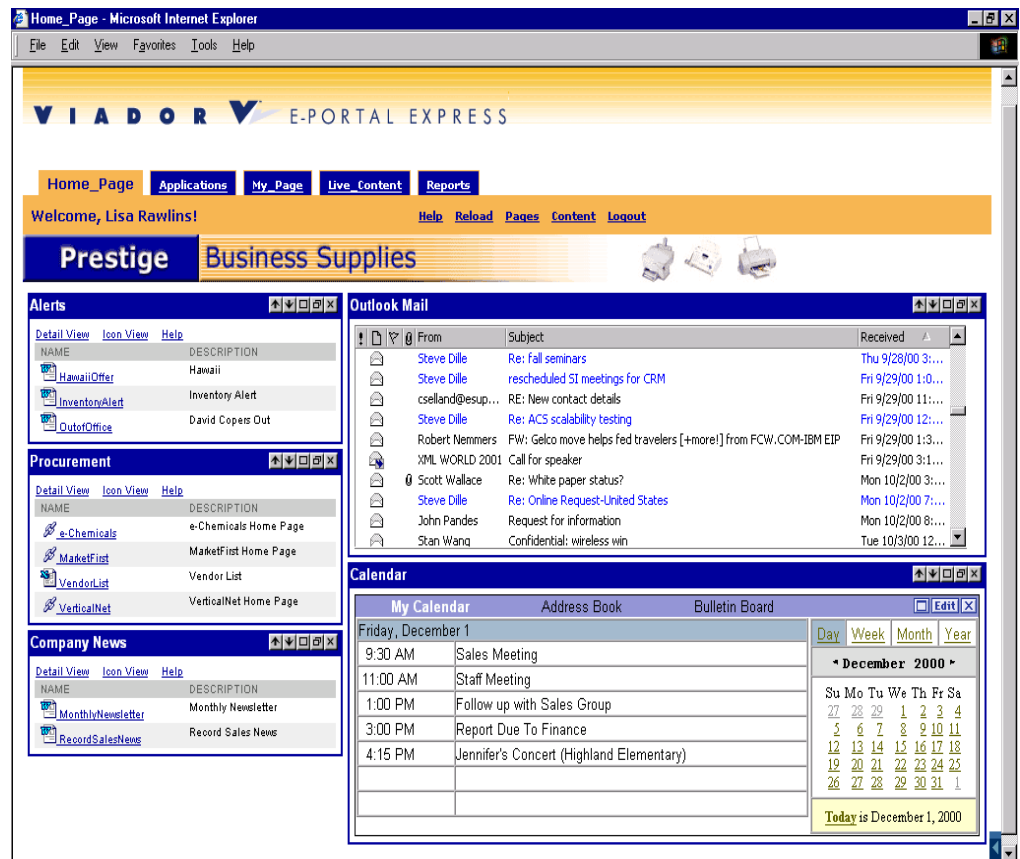 Home_Page - Microsoft Internet Explorer
File Edit View Favorites Tools Help
VIADOR V E-PORTAL EXPRESS
Home_Page Applications My_Page Live_Content Reports
Welcome, Lisa Rawlins! Help Reload Pages Content Logout
Prestige Business Supplies
Alerts
Detail View Icon View Help
NAME DESCRIPTION
HawaiiOffer Hawaii
InventoryAlert Inventory Alert
OutofOffice David Copers Out
Procurement
Detail View Icon View Help
NAME DESCRIPTION
e-Chemicals e-Chemicals Home Page
MarketFirst MarketFirst Home Page
VendorList Vendor List
VerticalNet VerticalNet Home Page
Company News
Detail View Icon View Help
NAME DESCRIPTION
MonthlyNewsletter Monthly Newsletter
RecordSalesNews Record Sales News
Outlook Mail
! From Subject Received
Steve Dille Re: fall seminars Thu 9/28/00 3:...
Steve Dille rescheduled SI meetings for CRM Fri 9/29/00 1:0...
cselland@esup... RE: New contact details Fri 9/29/00 11:...
Steve Dille Re: ACS scalability testing Fri 9/29/00 12:...
Robert Nemmers FW: Gelco move helps fed travelers [+more!] from FCW.COM-IBM EIP Fri 9/29/00 1:3...
XML WORLD 2001 Call for speaker Fri 9/29/00 3:1...
Scott Wallace Re: White paper status? Mon 10/2/00 3:...
Steve Dille Re: Online Request-United States Mon 10/2/00 7:...
John Pandes Request for information Mon 10/2/00 8:...
Stan Wang Confidential: wireless win Tue 10/3/00 12...
Calendar
My Calendar Address Book Bulletin Board Edit
Friday, December 1
9:30 AM Sales Meeting
11:00 AM Staff Meeting
1:00 PM Follow up with Sales Group
3:00 PM Report Due To Finance
4:15 PM Jennifer's Concert (Highland Elementary)
Day Week Month Year
December 2000
Su Mo Tu We Th Fr Sa
27 28 29 1 2 3 4
5 6 7 8 9 10 11
12 13 14 15 16 17 18
19 20 21 22 23 24 25
26 27 28 29 30 31 1
Today is December 1, 2000